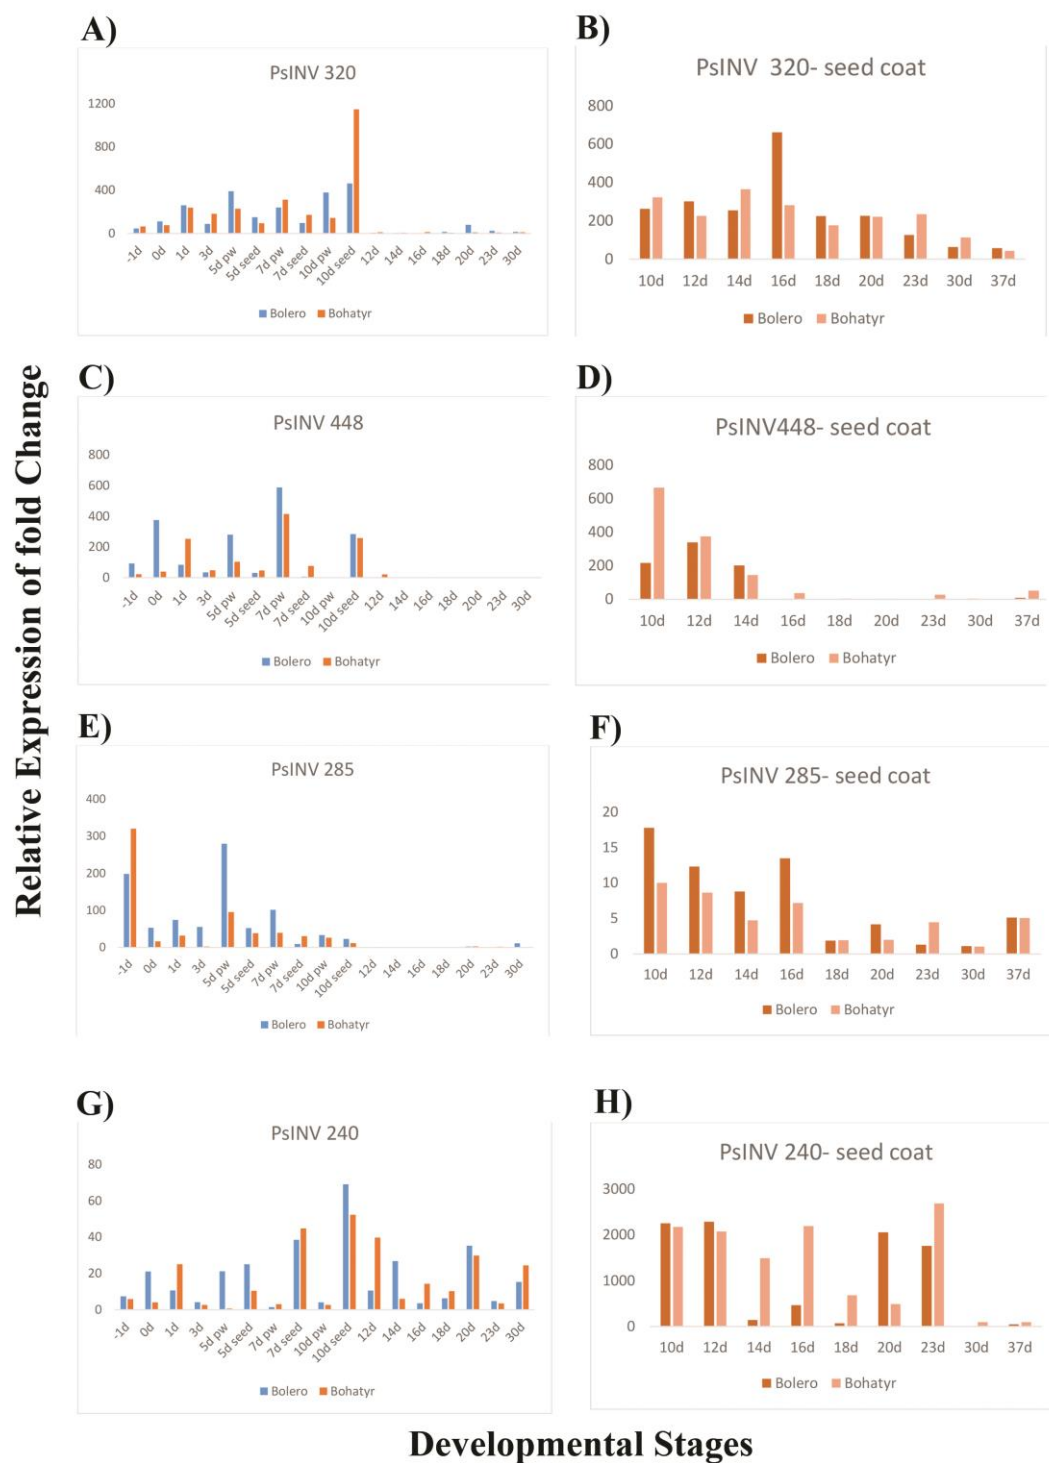 Relative Expression of fold Change
A)
PsINV 320
1200
800
400
0
-1d 0d 1d 3d 5d pw 5d seed 7d pw 7d seed 10d pw 10d seed 12d 14d 16d 18d 20d 23d 30d
Bolero Bohatyr
B)
PsINV 320- seed coat
800
600
400
200
0
10d 12d 14d 16d 18d 20d 23d 30d 37d
Bolero Bohatyr
C)
PsINV 448
800
600
400
200
0
-1d 0d 1d 3d 5d pw 5d seed 7d pw 7d seed 10d pw 10d seed 12d 14d 16d 18d 20d 23d 30d
Bolero Bohatyr
D)
PsINV448- seed coat
800
600
400
200
0
10d 12d 14d 16d 18d 20d 23d 30d 37d
Bolero Bohatyr
E)
PsINV 285
400
300
200
100
0
-1d 0d 1d 3d 5d pw 5d seed 7d pw 7d seed 10d pw 10d seed 12d 14d 16d 18d 20d 23d 30d
Bolero Bohatyr
F)
PsINV 285- seed coat
20
15
10
5
0
10d 12d 14d 16d 18d 20d 23d 30d 37d
Bolero Bohatyr
G)
PsINV 240
80
60
40
20
0
-1d 0d 1d 3d 5d pw 5d seed 7d pw 7d seed 10d pw 10d seed 12d 14d 16d 18d 20d 23d 30d
Bolero Bohatyr
H)
PsINV 240- seed coat
3000
2000
1000
0
10d 12d 14d 16d 18d 20d 23d 30d 37d
Bolero Bohatyr
Developmental Stages